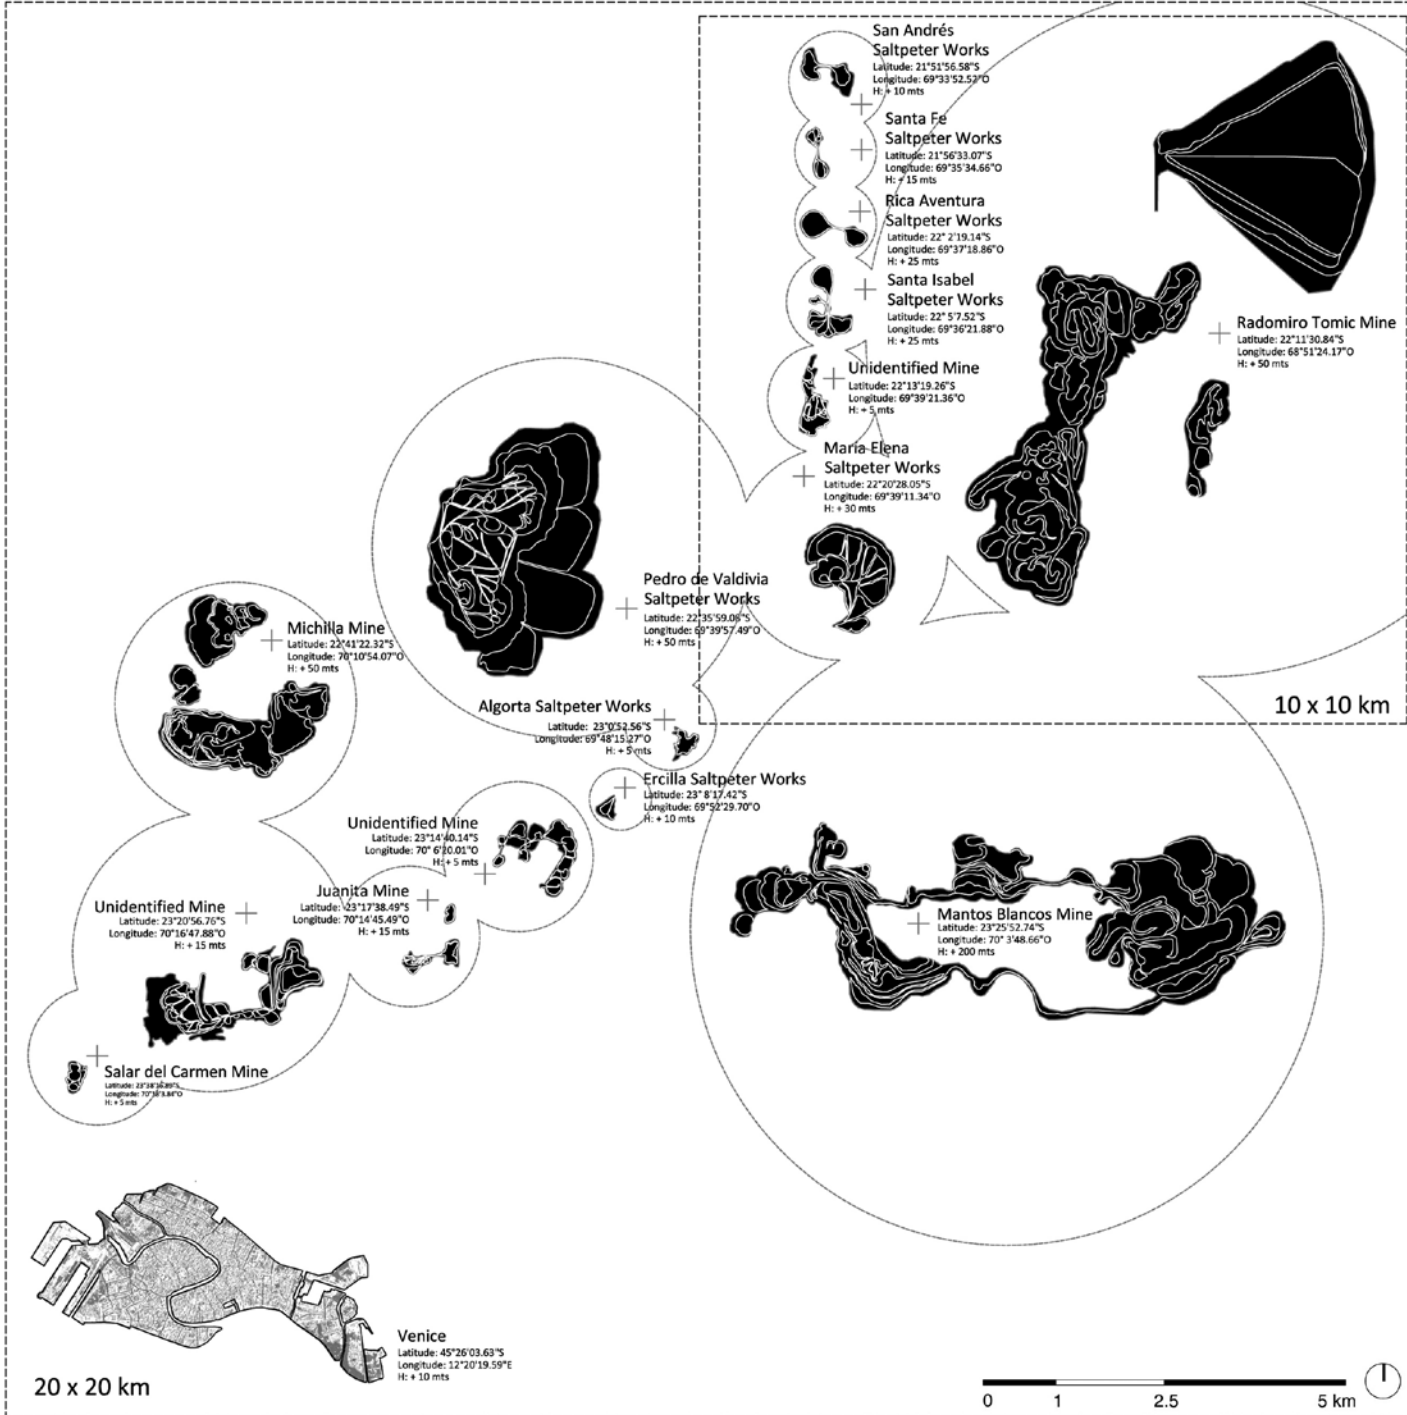 San Andrés
Saltpeter Works
Latitude: 21°51'56.58"S
Longitude: 69°33'52.52"O
H: + 10 mts
Santa Fe
Saltpeter Works
Latitude: 21°56'33.07"S
Longitude: 69°35'34.66"O
H: + 15 mts
Rica Aventura
Saltpeter Works
Latitude: 22° 2'19.14"S
Longitude: 69°37'18.86"O
H: + 25 mts
Santa Isabel
Saltpeter Works
Latitude: 22° 5'7.52"S
Longitude: 69°36'21.88"O
H: + 25 mts
Radomiro Tomic Mine
Latitude: 22°11'30.84"S
Longitude: 68°51'24.17"O
H: + 50 mts
Unidentified Mine
Latitude: 22°13'19.26"S
Longitude: 69°39'21.36"O
H: + 5 mts
Maria Elena
Saltpeter Works
Latitude: 22°20'28.05"S
Longitude: 69°39'11.34"O
H: + 30 mts
Pedro de Valdivia
Saltpeter Works
Latitude: 22°35'59.06"S
Longitude: 69°39'57.49"O
H: + 50 mts
Michilla Mine
Latitude: 22°41'22.32"S
Longitude: 70°10'54.07"O
H: + 50 mts
10 x 10 km
Algorta Saltpeter Works
Latitude: 23°0'52.56"S
Longitude: 69°48'15.27"O
H: + 5 mts
Ercilla Saltpeter Works
Latitude: 23° 8'17.42"S
Longitude: 69°52'29.70"O
H: + 10 mts
Unidentified Mine
Latitude: 23°14'40.14"S
Longitude: 70° 6'20.01"O
H: + 5 mts
Juanita Mine
Latitude: 23°17'38.49"S
Longitude: 70°14'45.49"O
H: + 15 mts
Unidentified Mine
Latitude: 23°20'56.76"S
Longitude: 70°16'47.88"O
H: + 15 mts
Mantos Blancos Mine
Latitude: 23°25'52.74"S
Longitude: 70° 3'48.66"O
H: + 200 mts
Salar del Carmen Mine
Latitude:
Longitude:
H: + 5 mts
Venice
Latitude: 45°26'03.63"S
Longitude: 12°20'19.59"E
H: + 10 mts
20 x 20 km
0 1 2.5 5 km